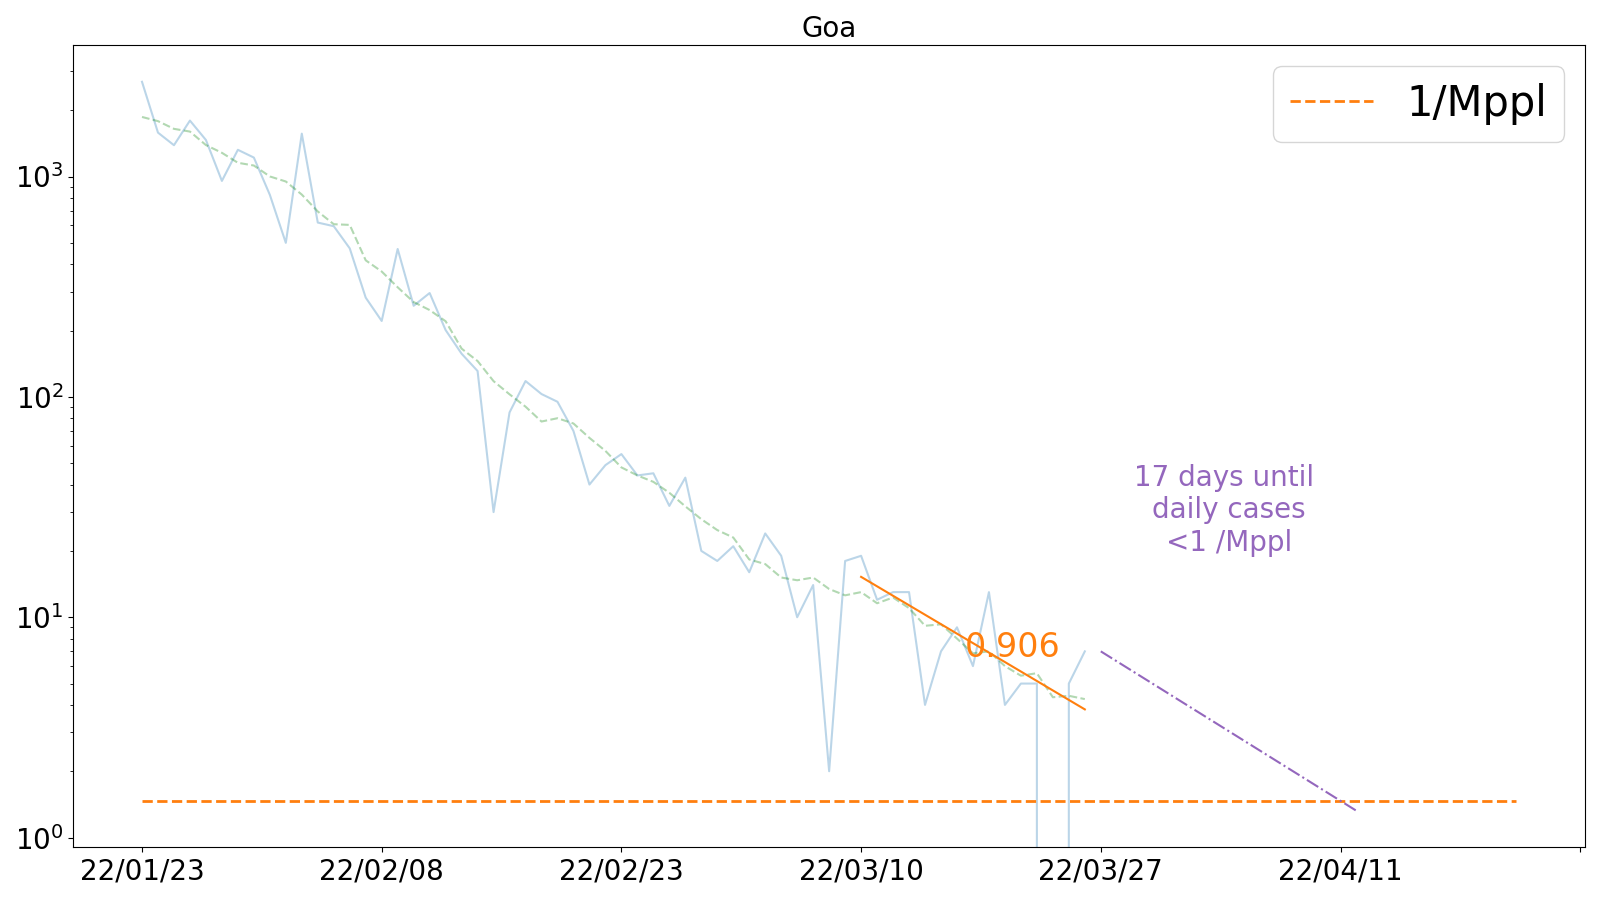 Goa
1/Mppl
10³
10²
10¹
10⁰
17 days until
daily cases
<1 /Mppl
0.906
22/01/23 22/02/08 22/02/23 22/03/10 22/03/27 22/04/11